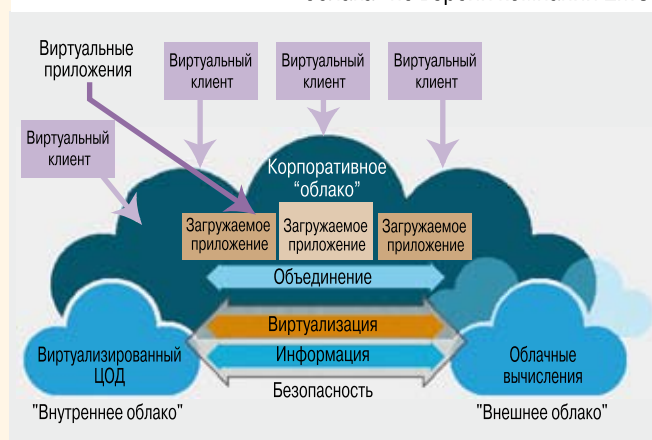 Виртуальные
приложения
Виртуальный
клиент
Виртуальный
клиент
Виртуальный
клиент
Виртуальный
клиент
Корпоративное
"облако"
Загружаемое
приложение
Загружаемое
приложение
Загружаемое
приложение
Объединение
Виртуализация
Информация
Безопасность
Виртуализированный
ЦОД
Облачные
вычисления
"Внутреннее облако"
"Внешнее облако"